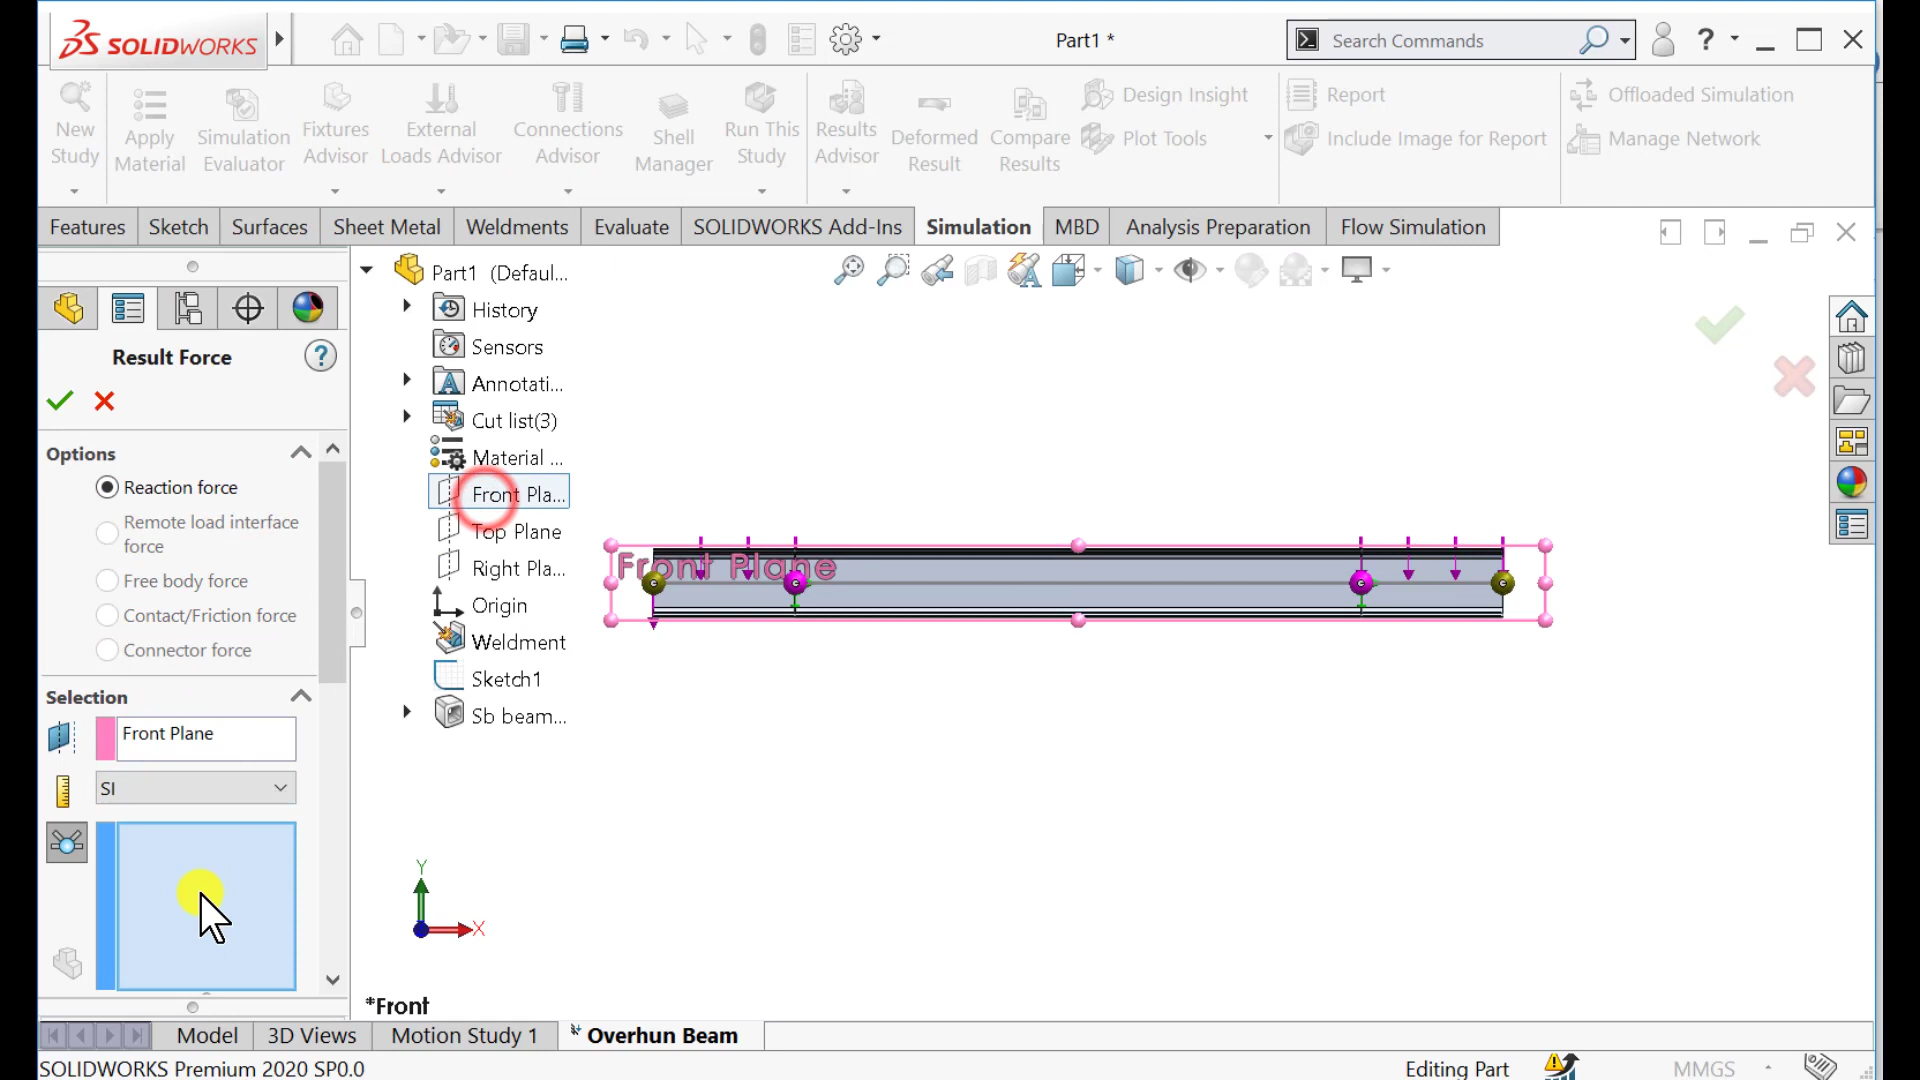 SOLIDWORKS
Part1 *
Search Commands
New Study
Apply Material
Simulation Evaluator
Fixtures Advisor
External Loads Advisor
Connections Advisor
Shell Manager
Run This Study
Results Advisor
Deformed Result
Compare Results
Design Insight
Plot Tools
Report
Include Image for Report
Offloaded Simulation
Manage Network
Features
Sketch
Surfaces
Sheet Metal
Weldments
Evaluate
SOLIDWORKS Add-Ins
Simulation
MBD
Analysis Preparation
Flow Simulation
Result Force
Options
Reaction force
Remote load interface
force
Free body force
Contact/Friction force
Connector force
Selection
Front Plane
SI
Part1 (Defaul...
History
Sensors
Annotati...
Cut list(3)
Material ...
Front Pla...
Top Plane
Right Pla...
Origin
Weldment
Sketch1
Sb beam...
Front Plane
Y
X
*Front
Model
3D Views
Motion Study 1
Overhun Beam
SOLIDWORKS Premium 2020 SP0.0
Editing Part
MMGS